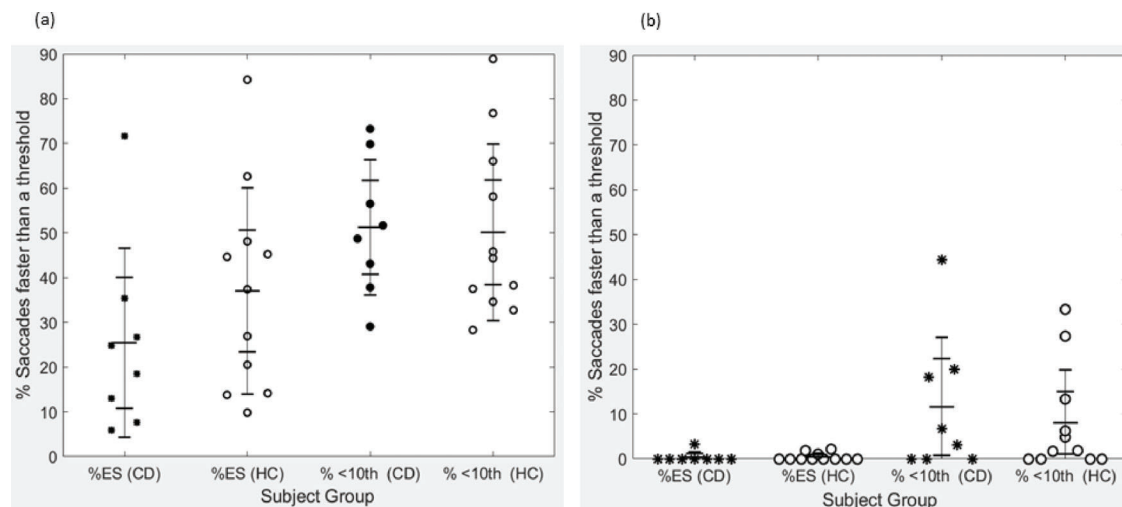 (a)
% Saccades faster than a threshold
90
80
70
60
50
40
30
20
10
0
%ES (CD)
%ES (HC)
% <10th (CD)
% <10th (HC)
Subject Group
(b)
% Saccades faster than a threshold
90
80
70
60
50
40
30
20
10
0
%ES (CD)
%ES (HC)
% <10th (CD)
% <10th (HC)
Subject Group